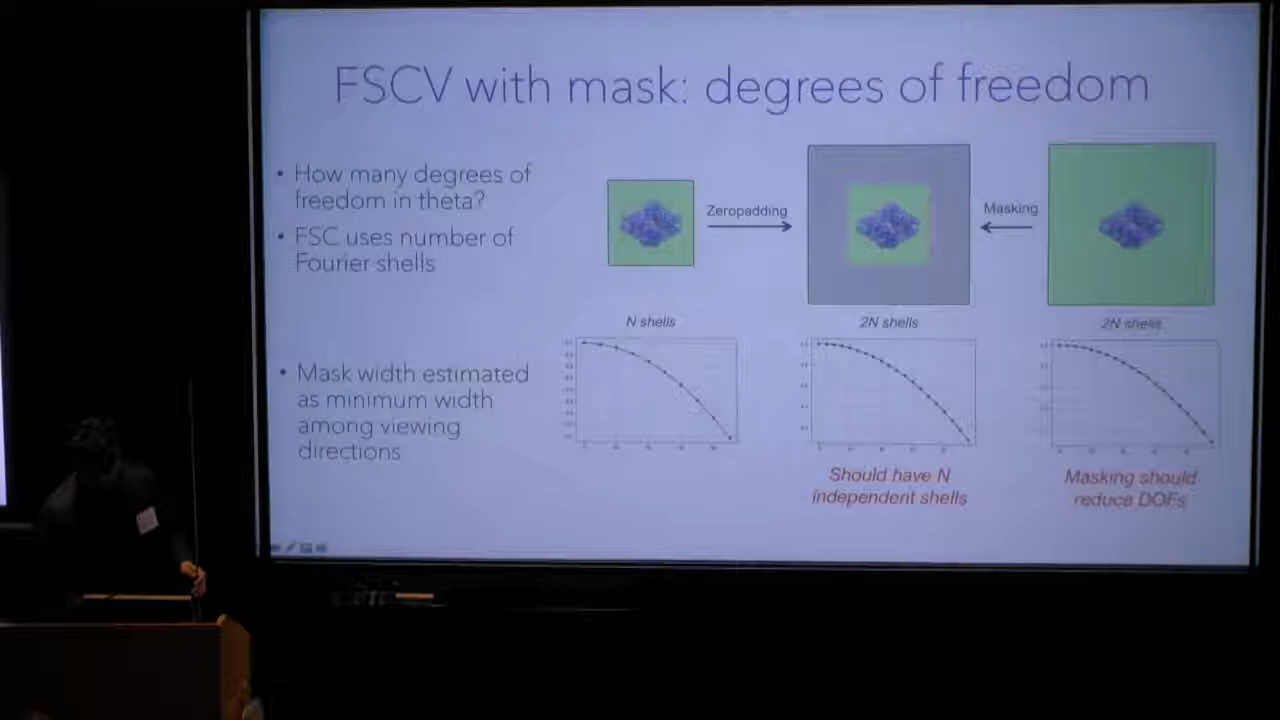 FSCV with mask: degrees of freedom
• How many degrees of
freedom in theta?
• FSC uses number of
Fourier shells
• Mask width estimated
as minimum width
among viewing
directions
Zeropadding
Masking
N shells
2N shells
2N shells
Should have N
independent shells
Masking should
reduce DOFs